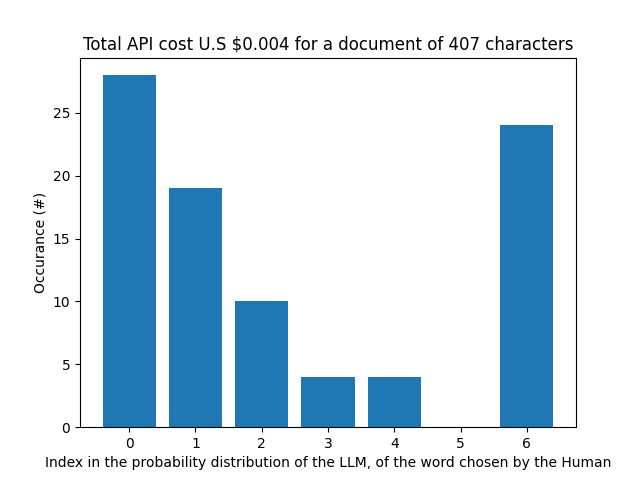 Total API cost U.S $0.004 for a document of 407 characters
Occurance (#)
25
20
15
10
5
0
0 1 2 3 4 5 6
Index in the probability distribution of the LLM, of the word chosen by the Human